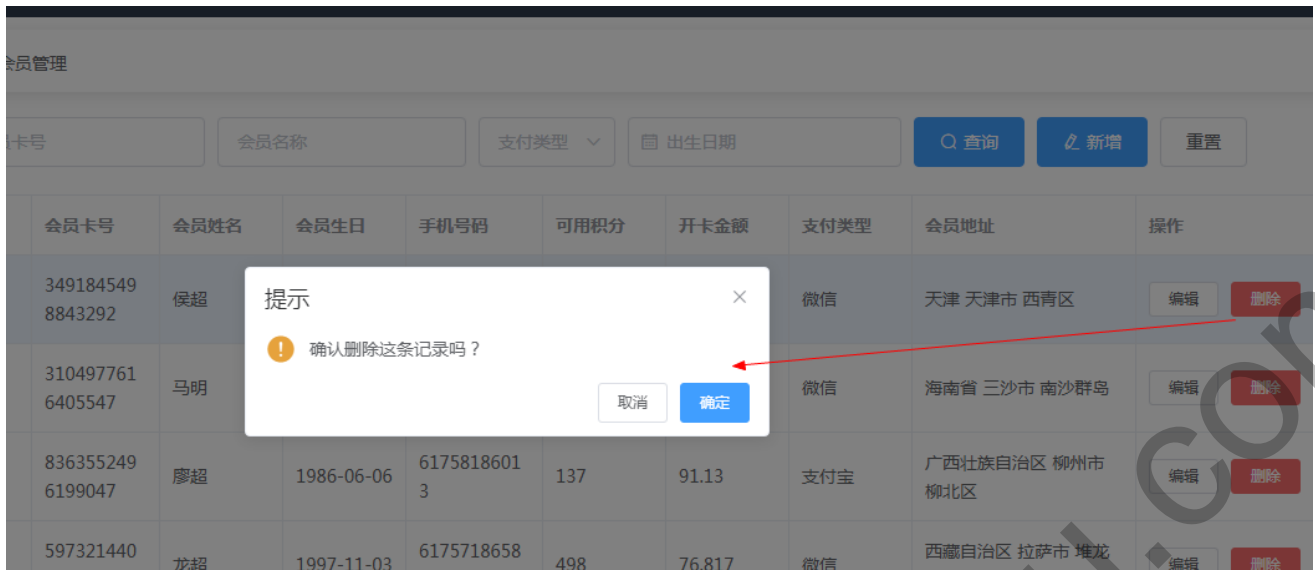 会员管理
卡号 会员名称 支付类型 出生日期 查询 新增 重置
会员卡号 会员姓名 会员生日 手机号码 可用积分 开卡金额 支付类型 会员地址 操作
349184549
8843292
侯超 微信 天津 天津市 西青区 编辑 删除
提示
确认删除这条记录吗？
取消 确定
310497761
6405547
马明 微信 海南省 三沙市 南沙群岛 编辑 删除
836355249
6199047
廖超 1986-06-06
6175818601
3
137 91.13 支付宝
广西壮族自治区 柳州市
柳北区
编辑 删除
597321440
龙超 1997-11-03
6175718658
498 76.817 微信
西藏自治区 拉萨市 堆龙
编辑 删除